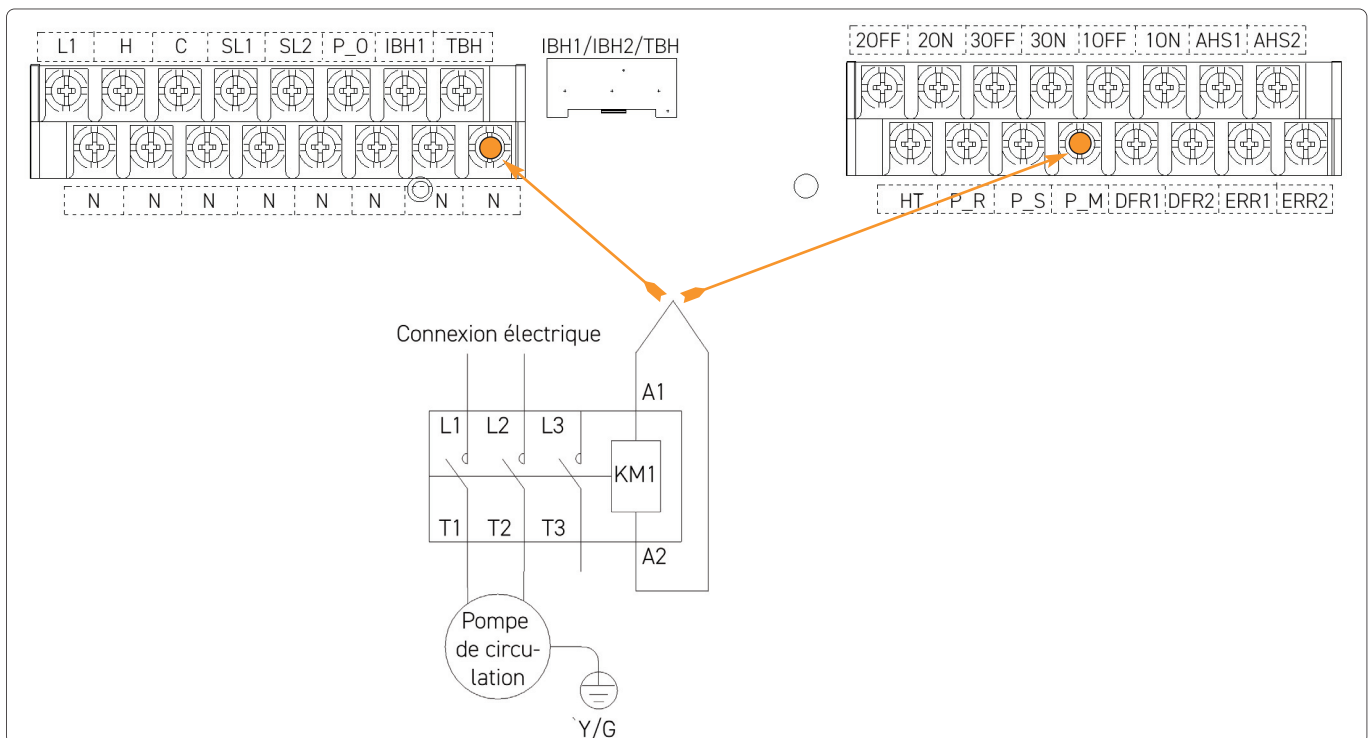 L1 H C SL1 SL2 P_O IBH1 TBH
IBH1/IBH2/TBH
2OFF 2ON 3OFF 3ON 1OFF 1ON AHS1 AHS2
N N N N N N N N
HT P_R P_S P_M DFR1 DFR2 ERR1 ERR2
Connexion électrique
A1
L1 L2 L3
KM1
T1 T2 T3
A2
Pompe
de circu-
lation
`Y/G